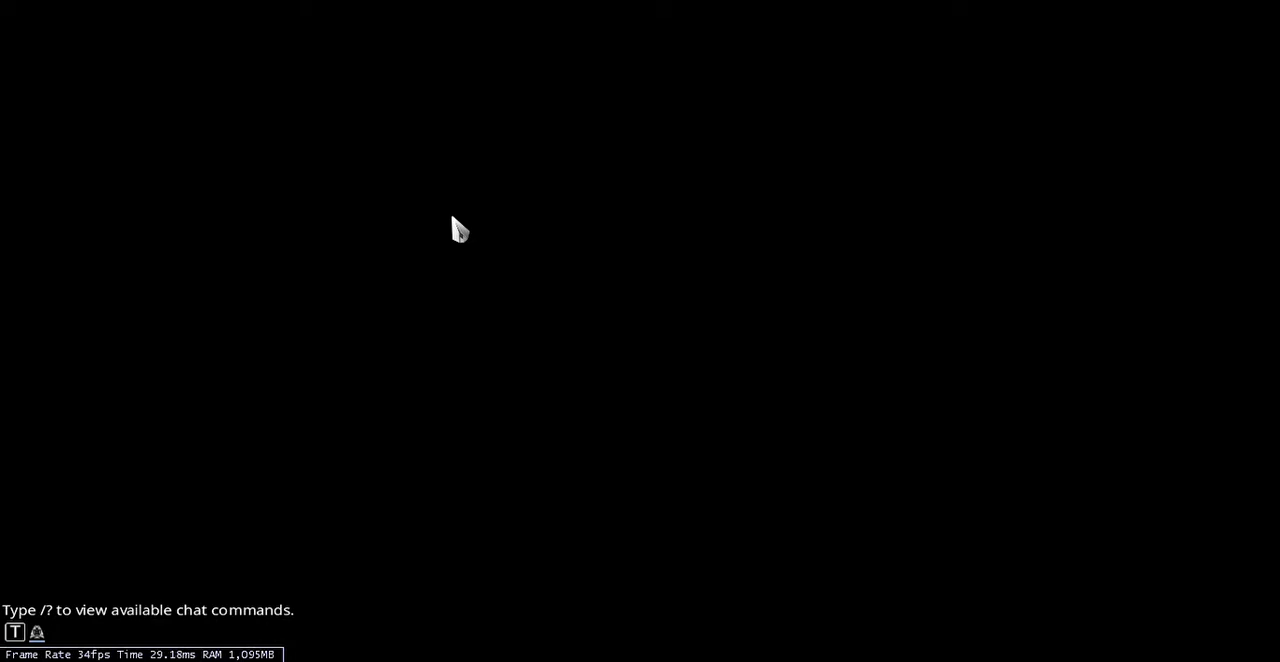 Type /? to view available chat commands.
T
Frame Rate 34fps Time 29.18ms RAM 1,095MB